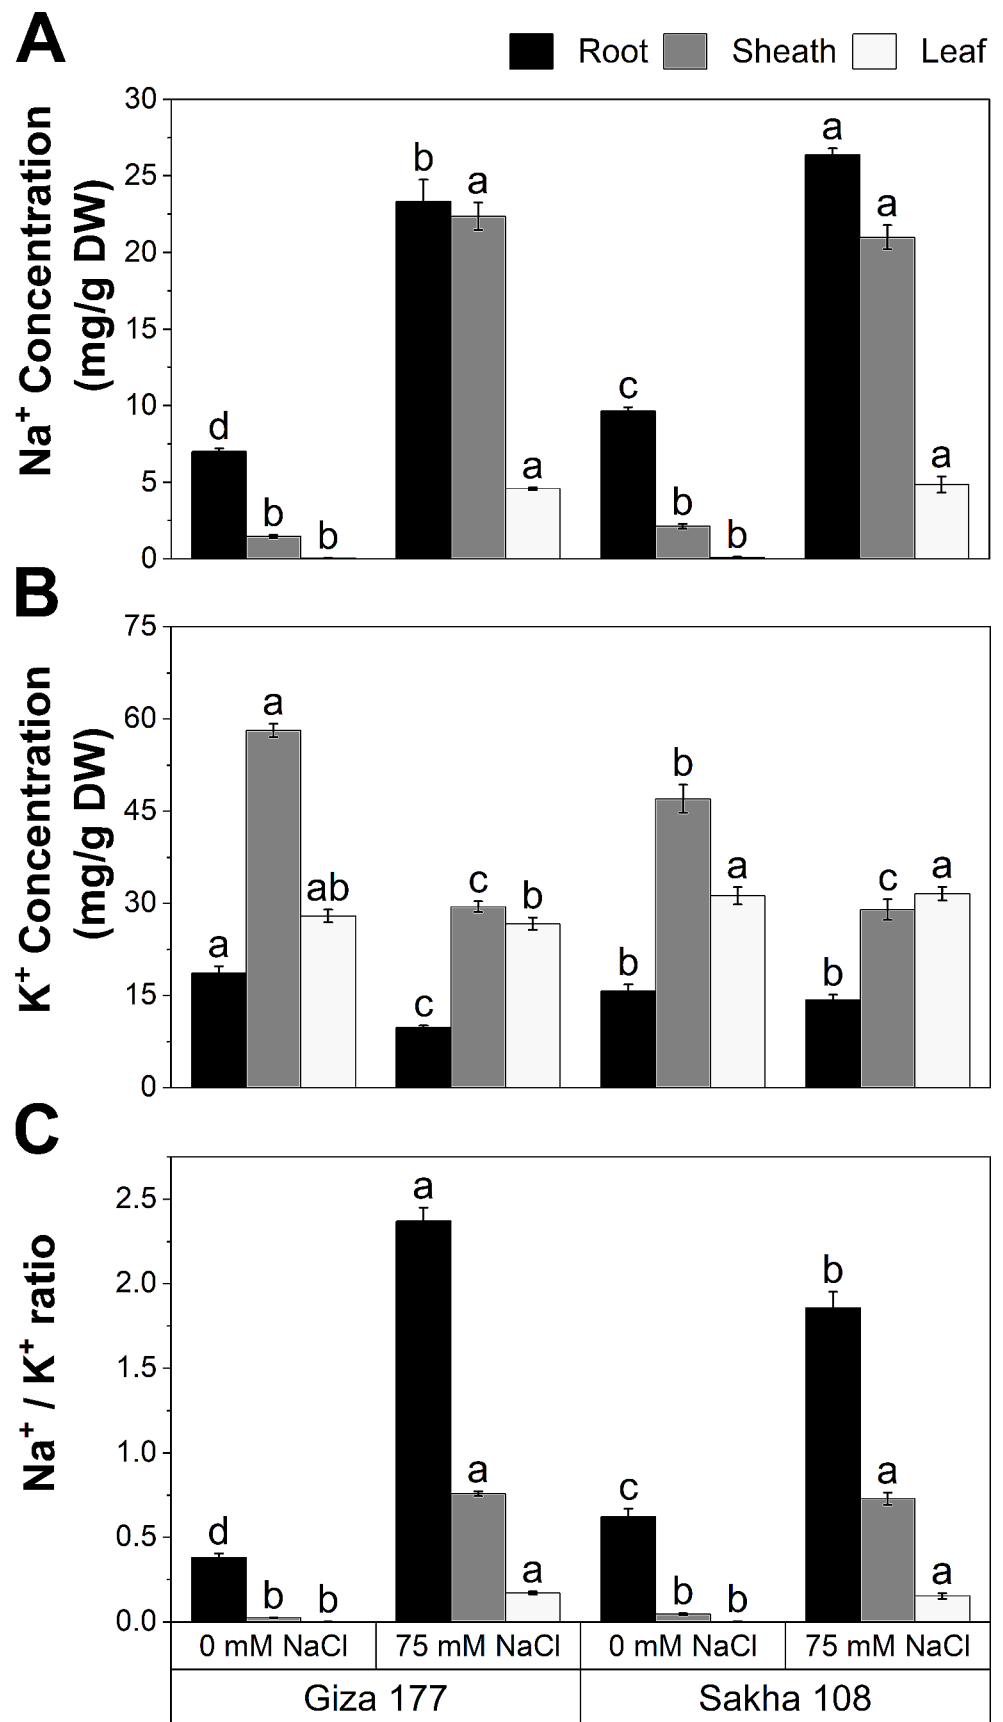 A
Root Sheath Leaf
Na+ Concentration
(mg/g DW)
30
25
20
15
10
5
0
d b b b a a c b b a a a
B
K+ Concentration
(mg/g DW)
75
60
45
30
15
0
a a ab c c b b b a b c a
C
Na+ / K+ ratio
2.5
2.0
1.5
1.0
0.5
0.0
d b b a a a c b b b a a
0 mM NaCl 75 mM NaCl 0 mM NaCl 75 mM NaCl
Giza 177 Sakha 108